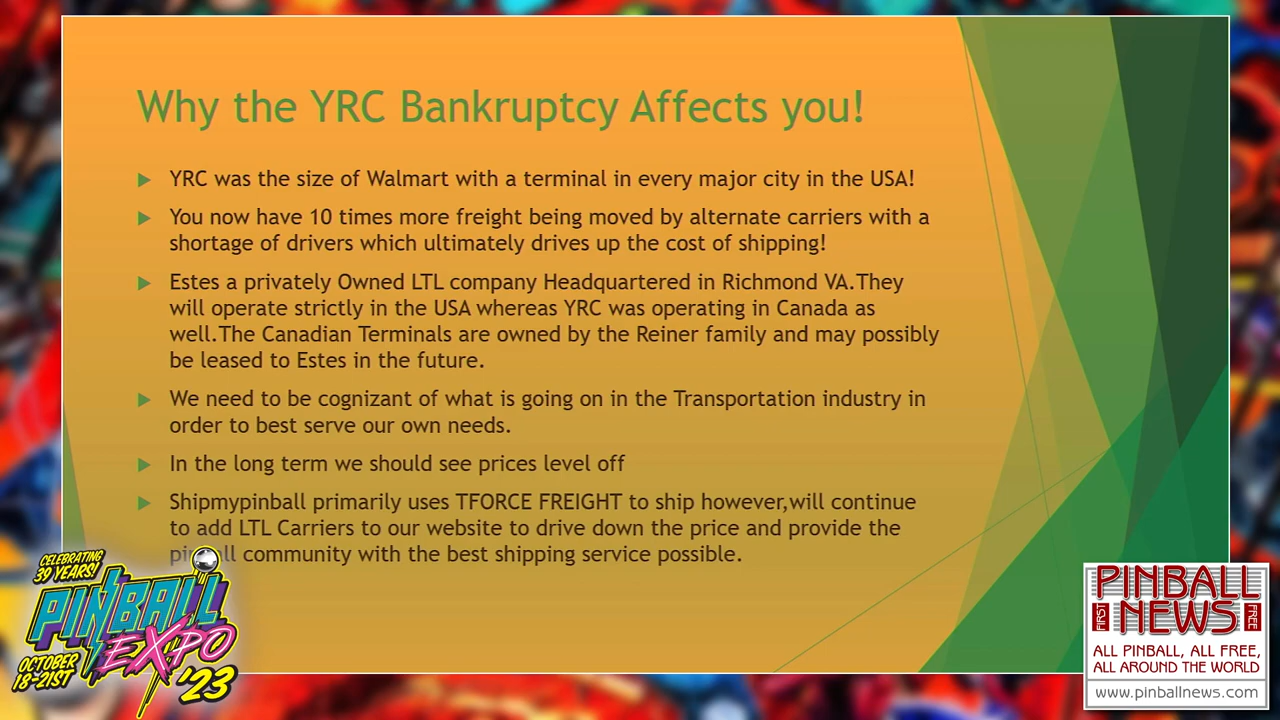 Why the YRC Bankruptcy Affects you!
YRC was the size of Walmart with a terminal in every major city in the USA!
You now have 10 times more freight being moved by alternate carriers with a
shortage of drivers which ultimately drives up the cost of shipping!
Estes a privately Owned LTL company Headquartered in Richmond VA.They
will operate strictly in the USA whereas YRC was operating in Canada as
well.The Canadian Terminals are owned by the Reiner family and may possibly
be leased to Estes in the future.
We need to be cognizant of what is going on in the Transportation industry in
order to best serve our own needs.
In the long term we should see prices level off
Shipmypinball primarily uses TFORCE FREIGHT to ship however,will continue
to add LTL Carriers to our website to drive down the price and provide the
pinball community with the best shipping service possible.
CELEBRATING
39 YEARS!
PINBALL
EXPO
OCTOBER
18-21ST
'23
PINBALL
FIRST NEWS FREE
ALL PINBALL, ALL FREE,
ALL AROUND THE WORLD
www.pinballnews.com